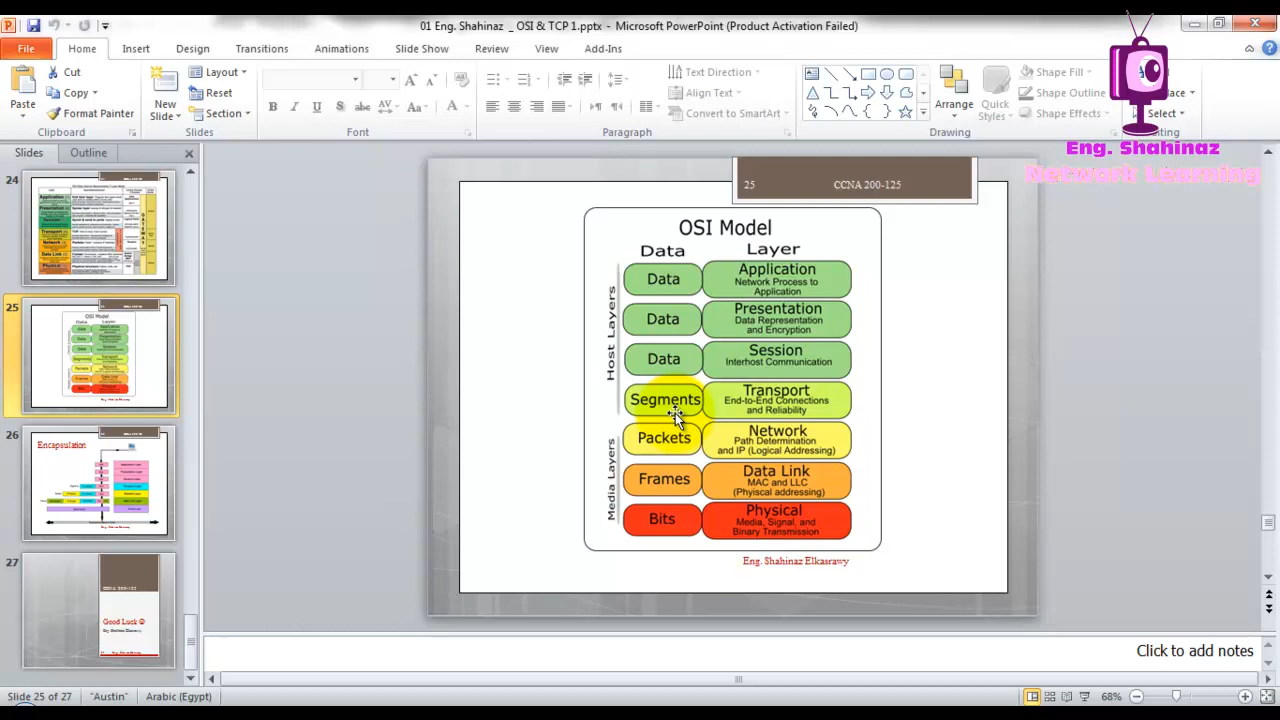 01 Eng. Shahinaz _ OSI & TCP 1.pptx - Microsoft PowerPoint (Product Activation Failed)
File Home Insert Design Transitions Animations Slide Show Review View Add-Ins
Paste
Cut
Copy
Format Painter
Clipboard
New Slide
Layout
Reset
Section
Slides
Font
Paragraph
Text Direction
Align Text
Convert to SmartArt
Arrange
Quick Styles
Shape Fill
Shape Outline
Shape Effects
Drawing
Select
Eng. Shahinaz
Network Learning
Slides Outline
24
25
26
Encapsulation
27
Good Luck
25 CCNA 200-125
OSI Model
Data Layer
Host Layers
Data Application
Network Process to
Application
Data Presentation
Data Representation
and Encryption
Data Session
Interhost Communication
Segments Transport
End-to-End Connections
and Reliability
Media Layers
Packets Network
Path Determination
and IP (Logical Addressing)
Frames Data Link
MAC and LLC
(Phyiscal addressing)
Bits Physical
Media, Signal, and
Binary Transmission
Eng. Shahinaz Elkasrawy
Click to add notes
Slide 25 of 27 "Austin" Arabic (Egypt) 68%